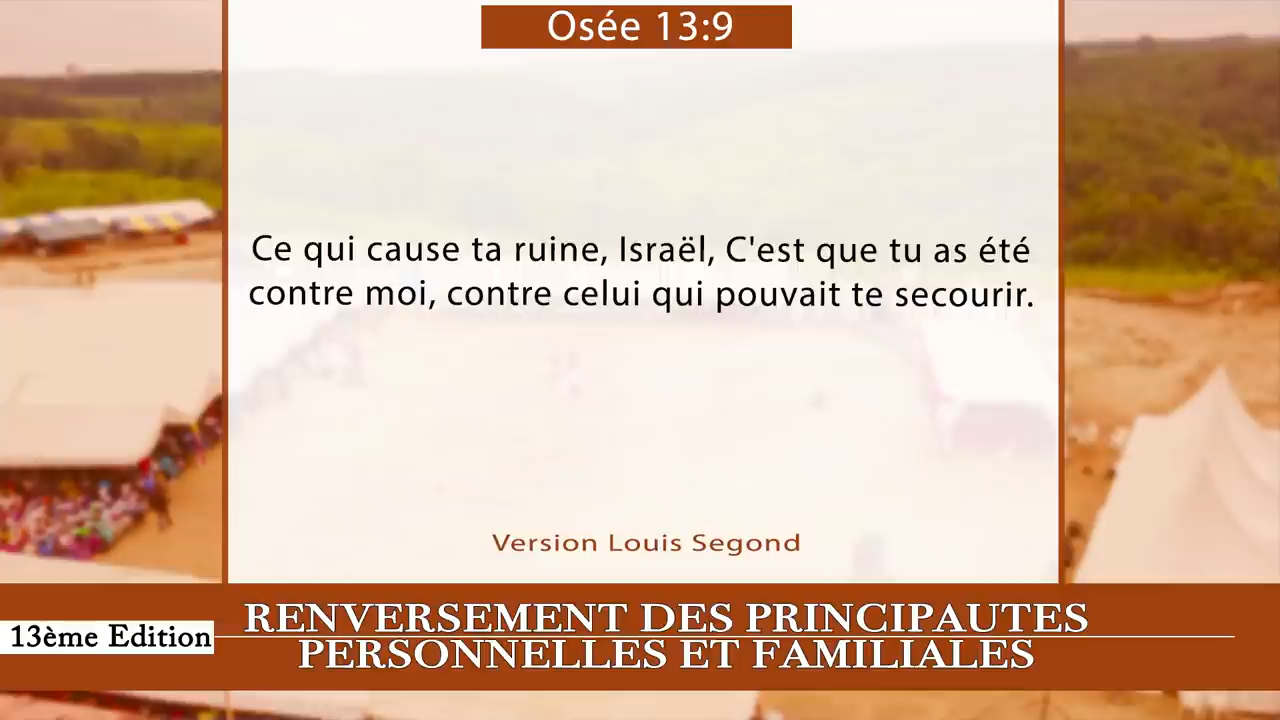 Osée 13:9
Ce qui cause ta ruine, Israël, C'est que tu as été
contre moi, contre celui qui pouvait te secourir.
Version Louis Segond
13ème Edition
RENVERSEMENT DES PRINCIPAUTES
PERSONNELLES ET FAMILIALES